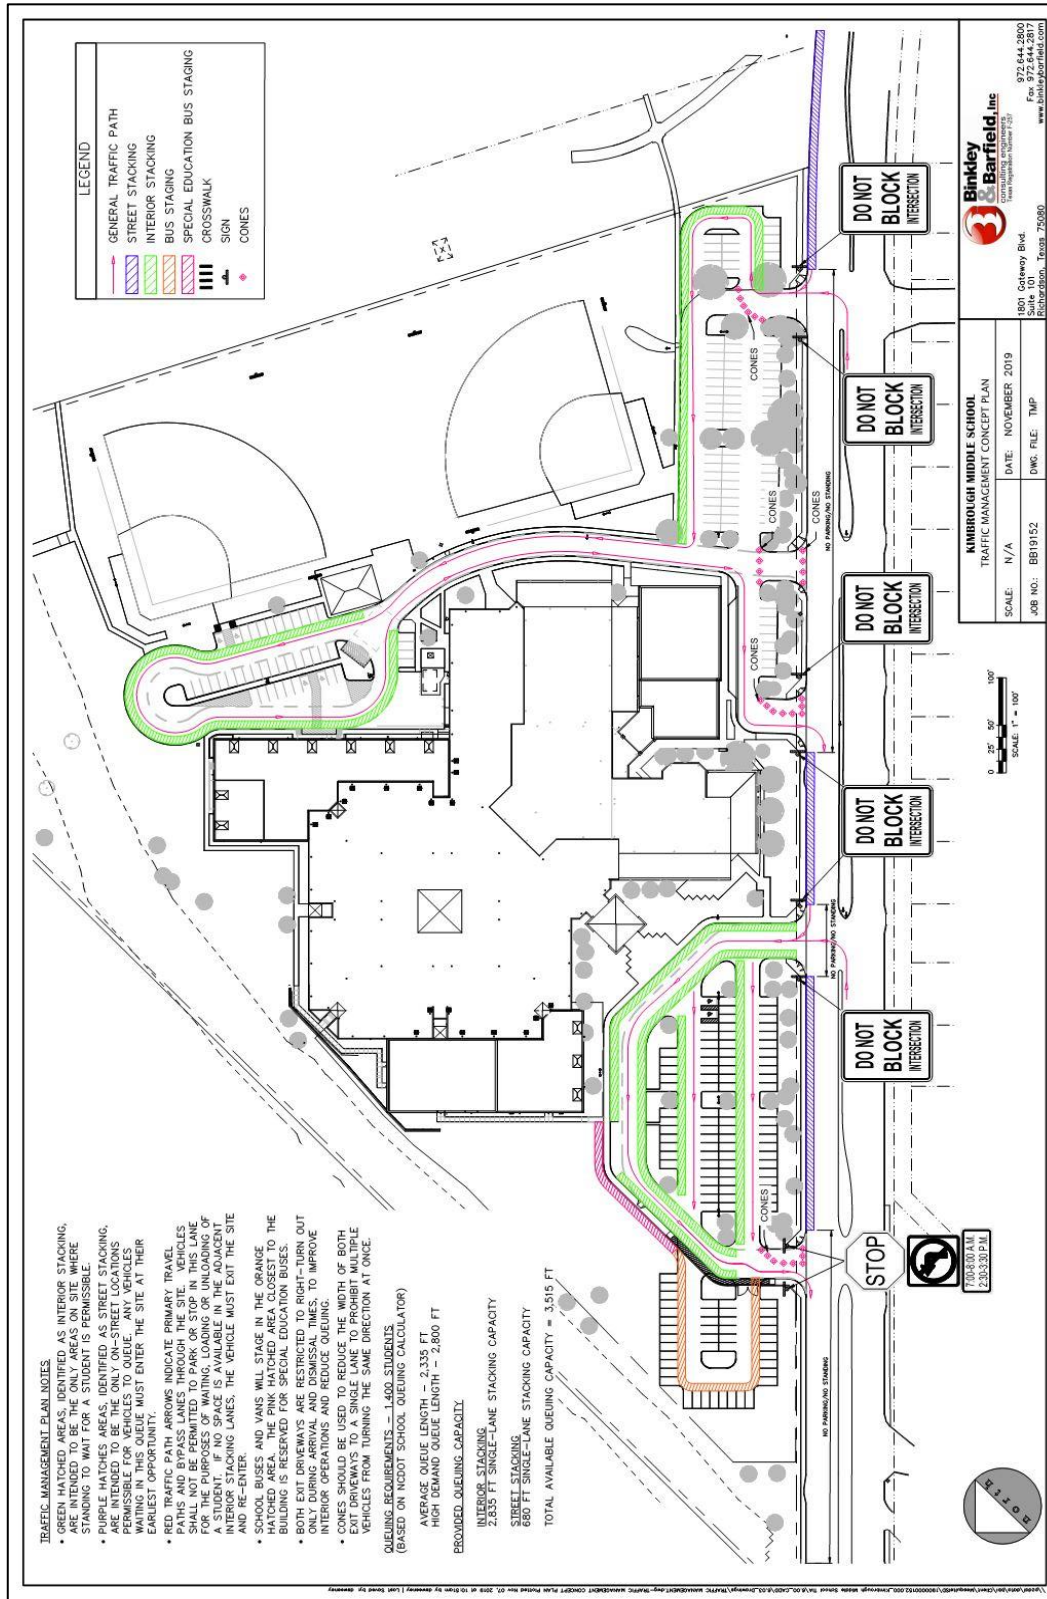 TRAFFIC MANAGEMENT PLAN NOTES
• GREEN HATCHED AREAS, IDENTIFIED AS INTERIOR STACKING,
ARE INTENDED TO BE THE ONLY AREAS ON SITE WHERE
STANDING TO WAIT FOR A STUDENT IS PERMISSIBLE.
• PURPLE HATCHES AREAS, IDENTIFIED AS STREET STACKING,
ARE INTENDED TO BE THE ONLY ON-STREET LOCATIONS
PERMISSIBLE FOR VEHICLES TO QUEUE. ANY VEHICLES
WAITING IN THIS QUEUE MUST ENTER THE SITE AT THEIR
EARLIEST OPPORTUNITY.
• RED TRAFFIC PATH ARROWS INDICATE PRIMARY TRAVEL
PATHS AND BYPASS LANES THROUGH THE SITE. VEHICLES
SHALL NOT BE PERMITTED TO PARK OR STOP IN THIS LANE
FOR THE PURPOSES OF WAITING, LOADING OR UNLOADING OF
A STUDENT. IF NO SPACE IS AVAILABLE IN THE ADJACENT
INTERIOR STACKING LANES, THE VEHICLE MUST EXIT THE SITE
AND RE-ENTER.
• SCHOOL BUSES AND VANS WILL STAGE IN THE ORANGE
HATCHED AREA. THE PINK HATCHED AREA CLOSEST TO THE
BUILDING IS RESERVED FOR SPECIAL EDUCATION BUSES.
• BOTH EXIT DRIVEWAYS ARE RESTRICTED TO RIGHT-TURN OUT
ONLY DURING ARRIVAL AND DISMISSAL TIMES, TO IMPROVE
INTERIOR OPERATIONS AND REDUCE QUEUING.
• CONES SHOULD BE USED TO REDUCE THE WIDTH OF BOTH
EXIT DRIVEWAYS TO A SINGLE LANE TO PROHIBIT MULTIPLE
VEHICLES FROM TURNING THE SAME DIRECTION AT ONCE.
QUEUING REQUIREMENTS - 1,400 STUDENTS
(BASED ON NCDOT SCHOOL QUEUING CALCULATOR)
AVERAGE QUEUE LENGTH - 2,335 FT
HIGH DEMAND QUEUE LENGTH - 2,800 FT
PROVIDED QUEUING CAPACITY
INTERIOR STACKING
2,835 FT SINGLE-LANE STACKING CAPACITY
STREET STACKING
680 FT SINGLE-LANE STACKING CAPACITY
TOTAL AVAILABLE QUEUING CAPACITY = 3,515 FT
LEGEND
GENERAL TRAFFIC PATH
STREET STACKING
INTERIOR STACKING
BUS STAGING
SPECIAL EDUCATION BUS STAGING
CROSSWALK
SIGN
CONES
CONES
CONES
CONES
CONES
CONES
NO PARKING/NO STANDING
NO PARKING/NO STANDING
NO PARKING/NO STANDING
STOP
7:00-8:00 A.M.
2:30-3:30 P.M.
DO NOT
BLOCK
INTERSECTION
DO NOT
BLOCK
INTERSECTION
DO NOT
BLOCK
INTERSECTION
DO NOT
BLOCK
INTERSECTION
DO NOT
BLOCK
INTERSECTION
north
0 25' 50' 100'
SCALE: 1" = 100'
KIMBROUGH MIDDLE SCHOOL
TRAFFIC MANAGEMENT CONCEPT PLAN
SCALE: N/A
DATE: NOVEMBER 2019
JOB NO.: BB19152
DWG. FILE: TMP
Binkley
& Barfield, Inc
consulting engineers
1801 Gateway Blvd.
Suite 101
Richardson, Texas 75080
972.644.2800
Fax 972.644.2817
www.binkleybarfield.com